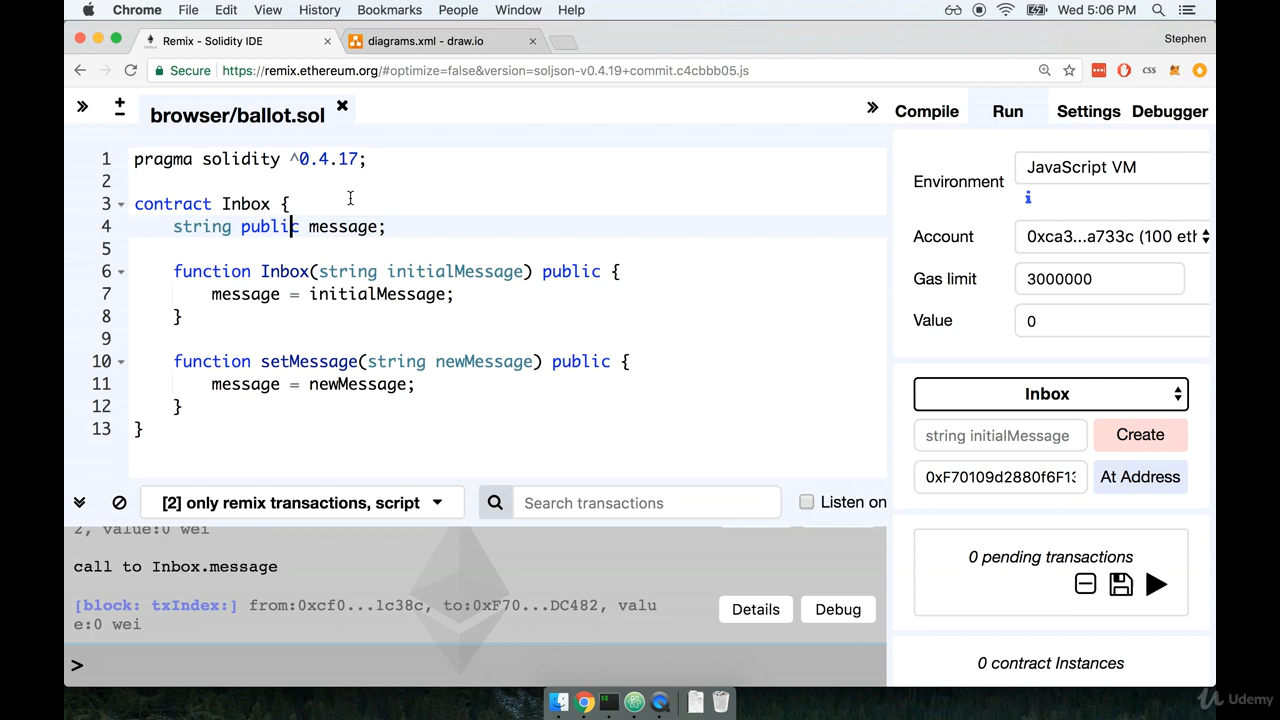 Chrome File Edit View History Bookmarks People Window Help Wed 5:06 PM
Remix - Solidity IDE diagrams.xml - draw.io Stephen
Secure https://remix.ethereum.org/#optimize=false&version=soljson-v0.4.19+commit.c4cbbb05.js
browser/ballot.sol
Compile Run Settings Debugger
1 pragma solidity ^0.4.17;
2
3 contract Inbox {
4 string public message;
5
6 function Inbox(string initialMessage) public {
7 message = initialMessage;
8 }
9
10 function setMessage(string newMessage) public {
11 message = newMessage;
12 }
13 }
Environment JavaScript VM
Account 0xca3...a733c (100 eth
Gas limit 3000000
Value 0
Inbox
string initialMessage Create
0xF70109d2880f6F13 At Address
0 pending transactions
0 contract Instances
[2] only remix transactions, script Search transactions Listen on
2, value:0 wei
call to Inbox.message
[block: txIndex:] from:0xcf0...1c38c, to:0xF70...DC482, valu
e:0 wei
Details Debug
>
Udemy